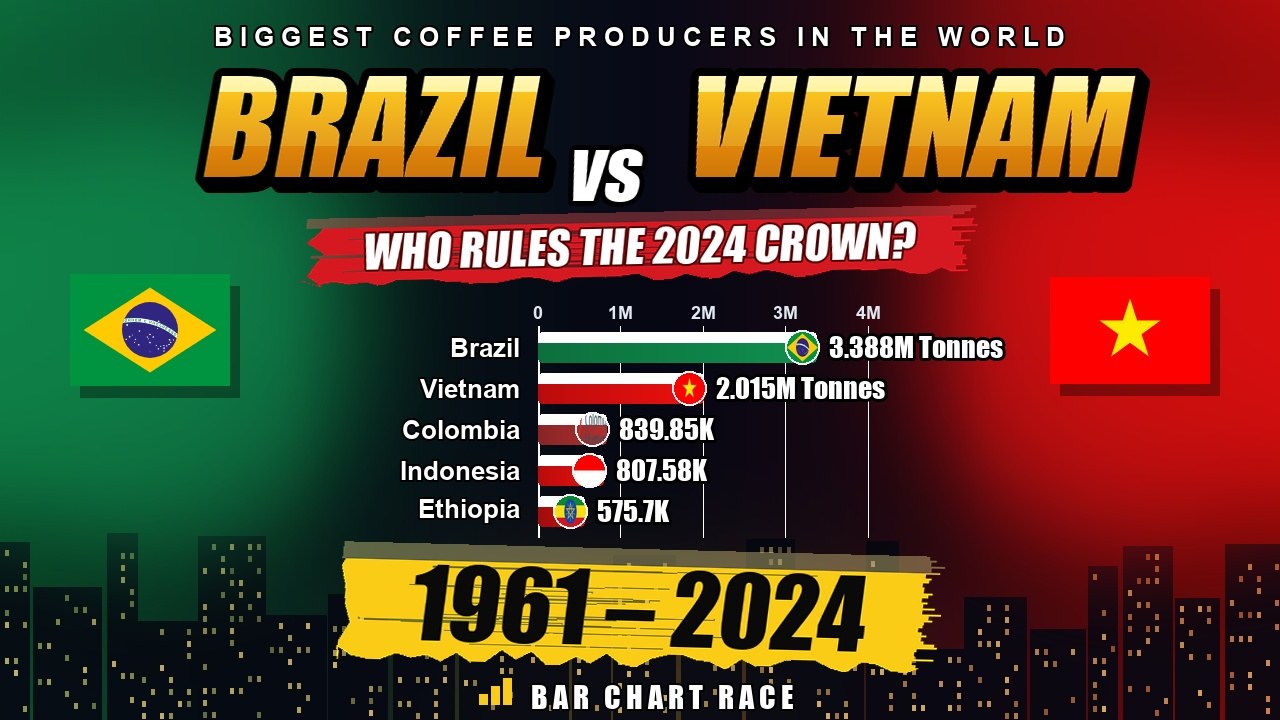 BIGGEST COFFEE PRODUCERS IN THE WORLD
BRAZIL VS VIETNAM
WHO RULES THE 2024 CROWN?
0 1M 2M 3M 4M
Brazil 3.388M Tonnes
Vietnam 2.015M Tonnes
Colombia 839.85K
Indonesia 807.58K
Ethiopia 575.7K
1961 – 2024
BAR CHART RACE